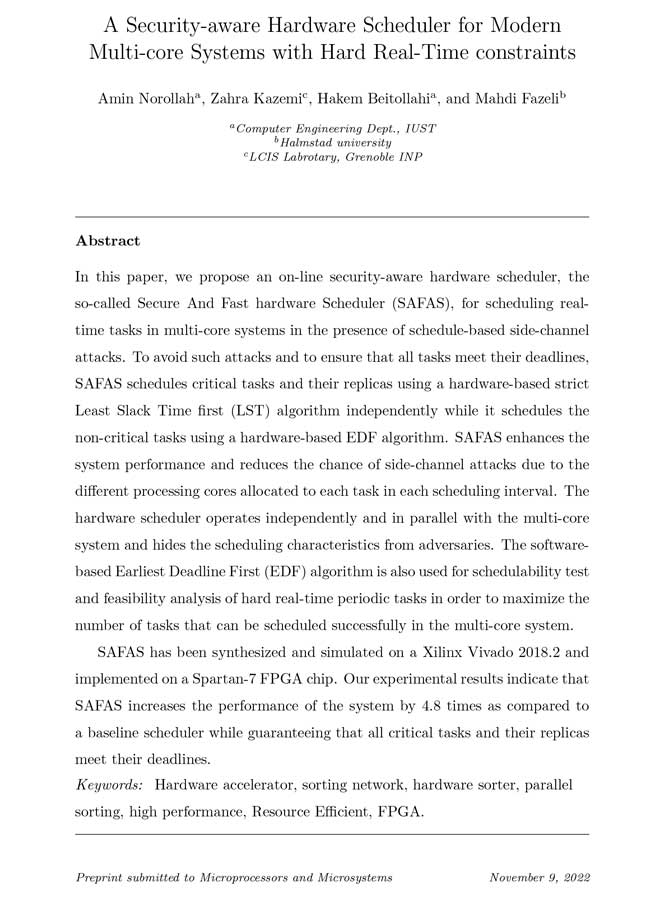 A Security-aware Hardware Scheduler for Modern
Multi-core Systems with Hard Real-Time constraints
Amin Norollahᵃ, Zahra Kazemiᶜ, Hakem Beitollahiᵃ, and Mahdi Fazeliᵇ
ᵃComputer Engineering Dept., IUST
ᵇHalmstad university
ᶜLCIS Labrotary, Grenoble INP
Abstract
In this paper, we propose an on-line security-aware hardware scheduler, the
so-called Secure And Fast hardware Scheduler (SAFAS), for scheduling real-
time tasks in multi-core systems in the presence of schedule-based side-channel
attacks. To avoid such attacks and to ensure that all tasks meet their deadlines,
SAFAS schedules critical tasks and their replicas using a hardware-based strict
Least Slack Time first (LST) algorithm independently while it schedules the
non-critical tasks using a hardware-based EDF algorithm. SAFAS enhances the
system performance and reduces the chance of side-channel attacks due to the
different processing cores allocated to each task in each scheduling interval. The
hardware scheduler operates independently and in parallel with the multi-core
system and hides the scheduling characteristics from adversaries. The software-
based Earliest Deadline First (EDF) algorithm is also used for schedulability test
and feasibility analysis of hard real-time periodic tasks in order to maximize the
number of tasks that can be scheduled successfully in the multi-core system.
SAFAS has been synthesized and simulated on a Xilinx Vivado 2018.2 and
implemented on a Spartan-7 FPGA chip. Our experimental results indicate that
SAFAS increases the performance of the system by 4.8 times as compared to
a baseline scheduler while guaranteeing that all critical tasks and their replicas
meet their deadlines.
Keywords: Hardware accelerator, sorting network, hardware sorter, parallel
sorting, high performance, Resource Efficient, FPGA.
Preprint submitted to Microprocessors and Microsystems November 9, 2022